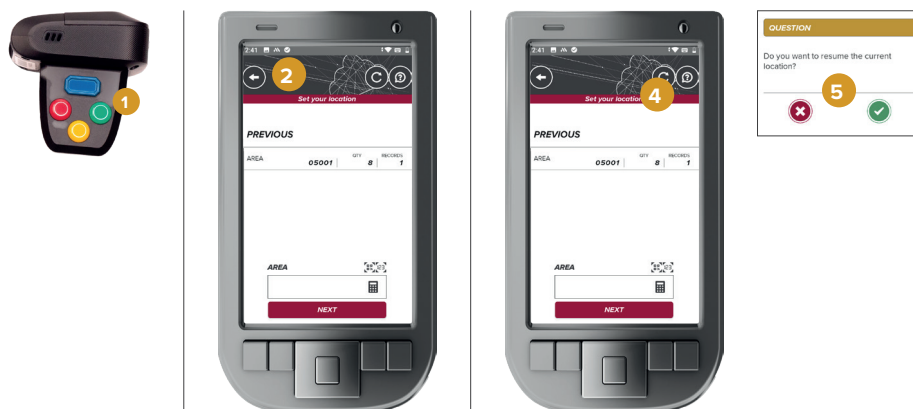 1
2:41
2
Set your location
PREVIOUS
AREA 05001 QTY 8 RECORDS 1
AREA
NEXT
2:41
4
Set your location
PREVIOUS
AREA 05001 QTY 8 RECORDS 1
AREA
NEXT
QUESTION
Do you want to resume the current
location?
5